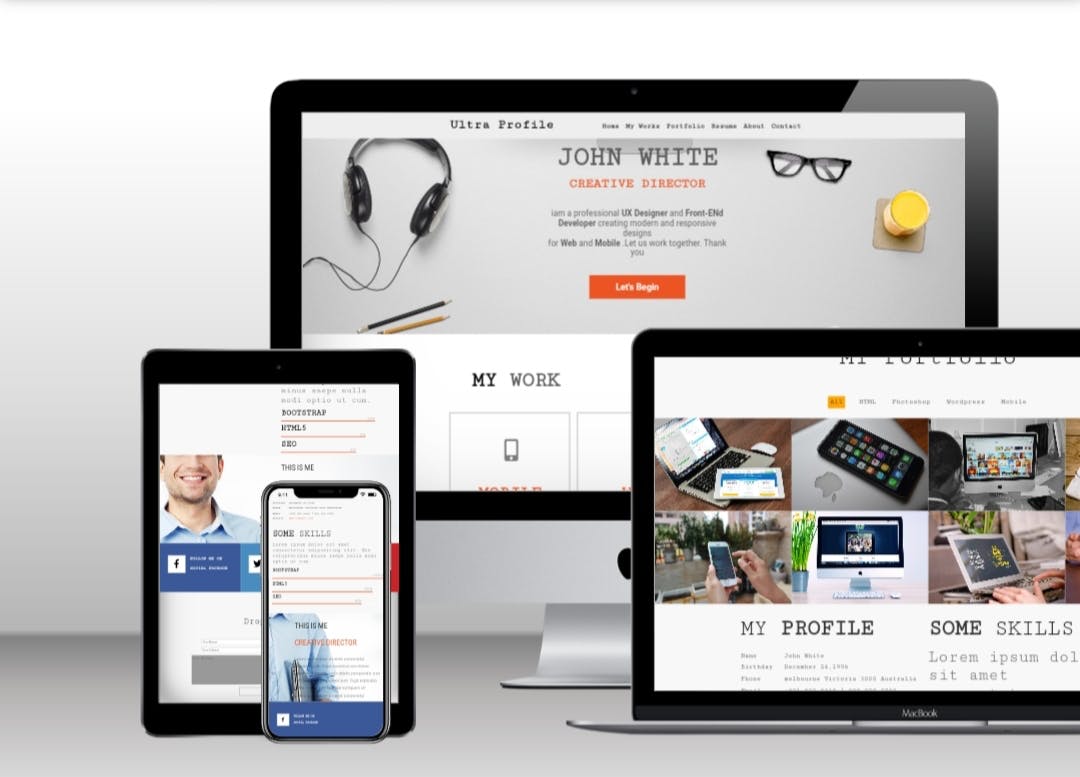 Ultra Profile
Home My Works Portfolio Resume About Contact
JOHN WHITE
CREATIVE DIRECTOR
iam a professional UX Designer and Front-ENd
Developer creating modern and responsive
designs
for Web and Mobile .Let us work together. Thank
you
Let's Begin
MY WORK
MOBILE
minus saepe nulla
modi optio ut cum.
BOOTSTRAP
HTML5
SEO
THIS IS ME
FOLLOW ME ON
SOCIAL FACEBOOK
9:41
SOME SKILLS
BOOTSTRAP
HTML5
SEO
THIS IS ME
CREATIVE DIRECTOR
FOLLOW ME ON
My Portfolio
All HTML Photoshop Wordpress Mobile
MY PROFILE
Name John White
Birthday December 24,1996
Phone melbourne Victoria 3000 Australia
SOME SKILLS
Lorem ipsum dol
sit amet
MacBook